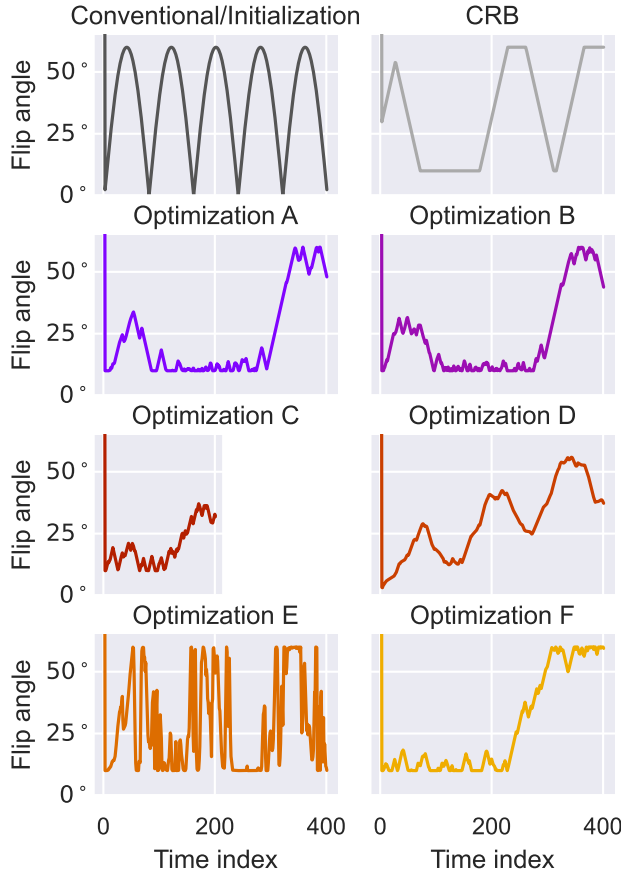 Conventional/Initialization CRB
Flip angle
50°
25°
0°
Optimization A Optimization B
Flip angle
50°
25°
0°
Optimization C Optimization D
Flip angle
50°
25°
0°
Optimization E Optimization F
Flip angle
50°
25°
0°
0 200 400 0 200 400
Time index Time index